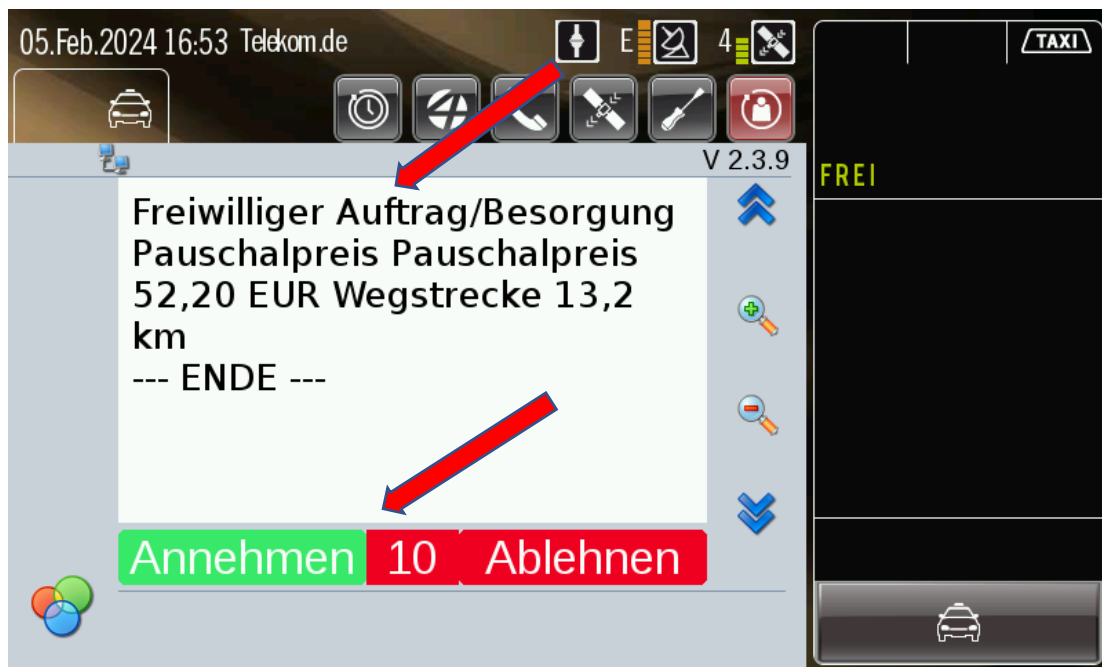 05.Feb.2024 16:53 Telekom.de
E
4
TAXI
V 2.3.9
FREI
Freiwilliger Auftrag/Besorgung
Pauschalpreis Pauschalpreis
52,20 EUR Wegstrecke 13,2
km
--- ENDE ---
Annehmen 10 Ablehnen